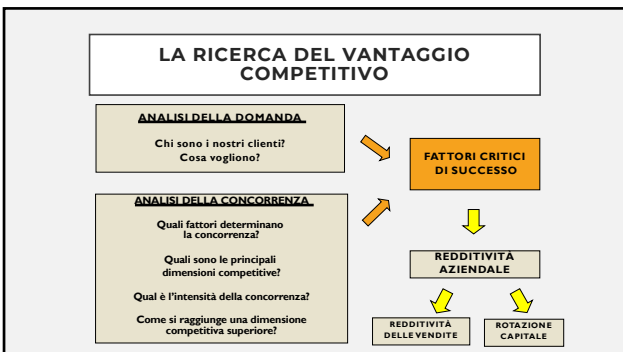 LA RICERCA DEL VANTAGGIO
COMPETITIVO
ANALISI DELLA DOMANDA
Chi sono i nostri clienti?
Cosa vogliono?
ANALISI DELLA CONCORRENZA
Quali fattori determinano
la concorrenza?
Quali sono le principali
dimensioni competitive?
Qual è l'intensità della concorrenza?
Come si raggiunge una dimensione
competitiva superiore?
FATTORI CRITICI
DI SUCCESSO
REDDITIVITÀ
AZIENDALE
REDDITIVITÀ
DELLE VENDITE
ROTAZIONE
CAPITALE